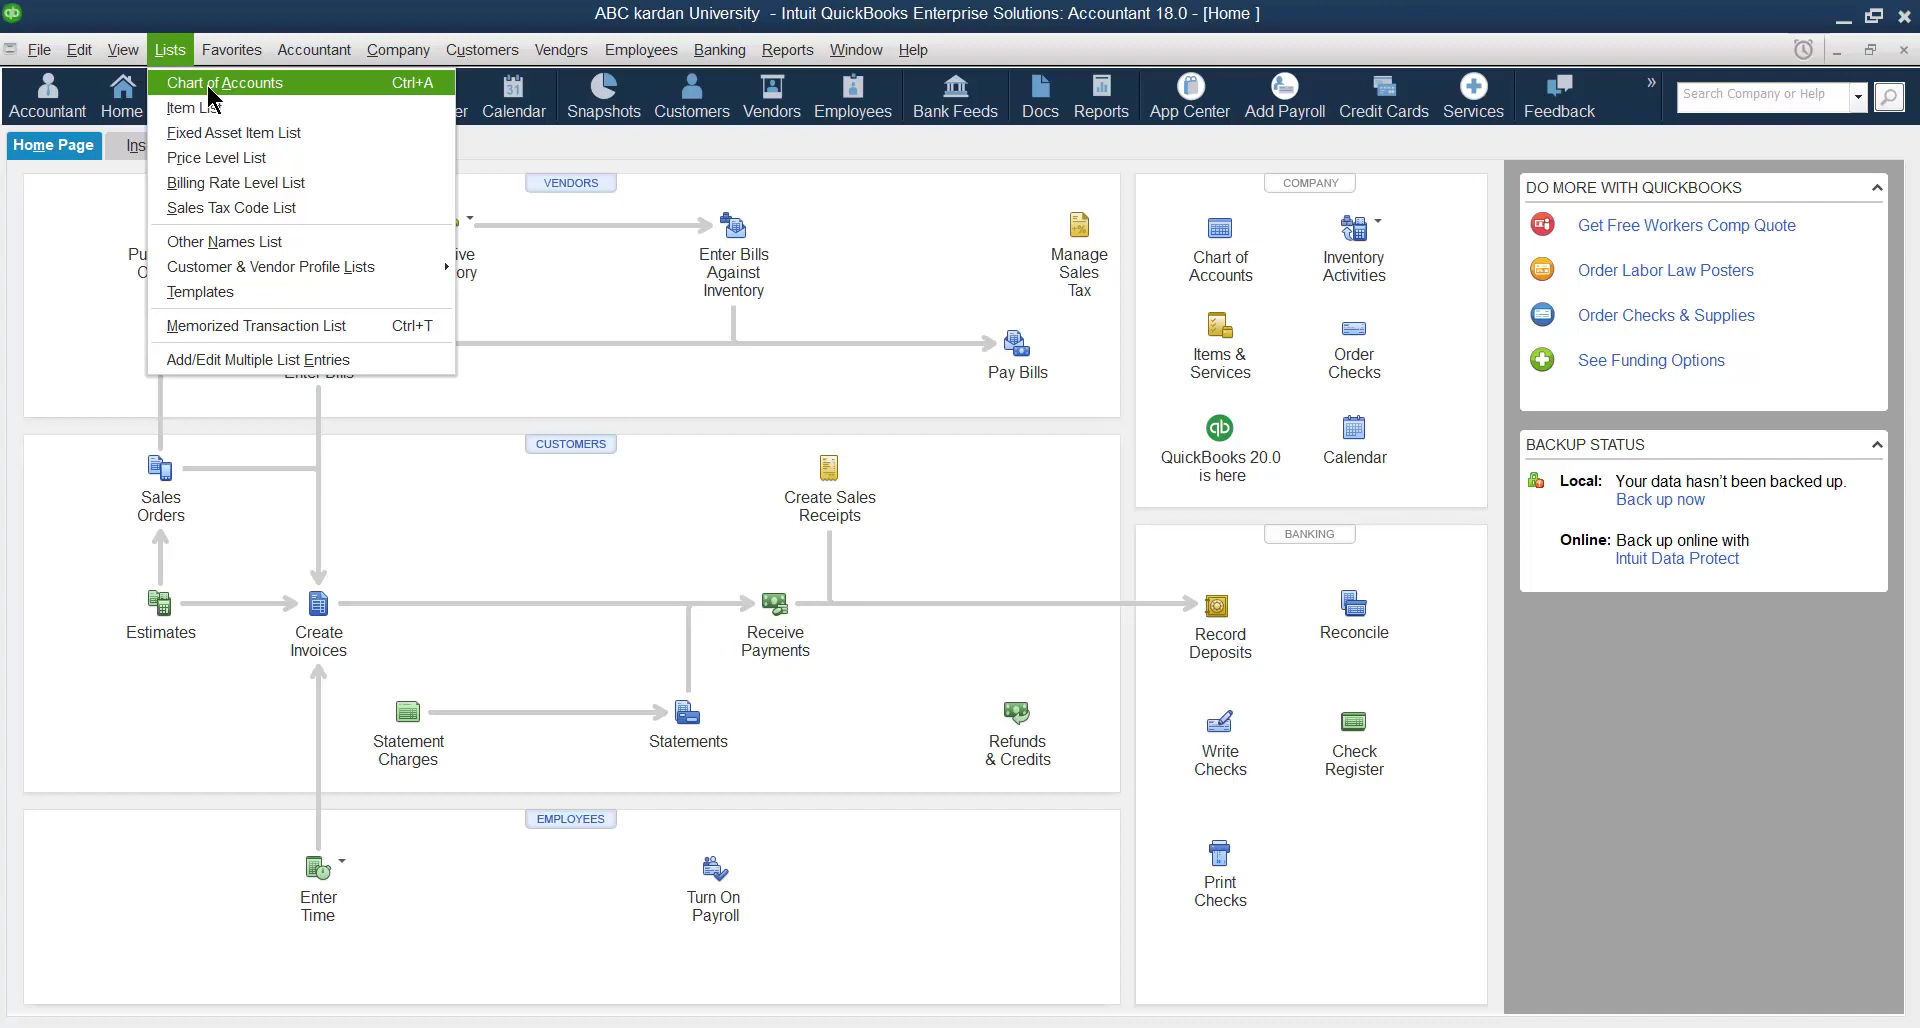 ABC kardan University - Intuit QuickBooks Enterprise Solutions: Accountant 18.0 - [Home ]
File Edit View Lists Favorites Accountant Company Customers Vendors Employees Banking Reports Window Help
Accountant Home Calendar Snapshots Customers Vendors Employees Bank Feeds Docs Reports App Center Add Payroll Credit Cards Services Feedback
Search Company or Help
Chart of Accounts Ctrl+A
Item
Fixed Asset Item List
Price Level List
Billing Rate Level List
Sales Tax Code List
Other Names List
Customer & Vendor Profile Lists
Templates
Memorized Transaction List Ctrl+T
Add/Edit Multiple List Entries
Home Page
VENDORS
Enter Bills
Against
Inventory
Manage
Sales
Tax
Enter Bills
Pay Bills
CUSTOMERS
Sales
Orders
Create Sales
Receipts
Estimates
Create
Invoices
Receive
Payments
Statement
Charges
Statements
Refunds
& Credits
EMPLOYEES
Enter
Time
Turn On
Payroll
COMPANY
Chart of
Accounts
Inventory
Activities
Items &
Services
Order
Checks
qb
QuickBooks 20.0
is here
Calendar
BANKING
Record
Deposits
Reconcile
Write
Checks
Check
Register
Print
Checks
DO MORE WITH QUICKBOOKS
Get Free Workers Comp Quote
Order Labor Law Posters
Order Checks & Supplies
See Funding Options
BACKUP STATUS
Local: Your data hasn't been backed up.
Back up now
Online: Back up online with
Intuit Data Protect